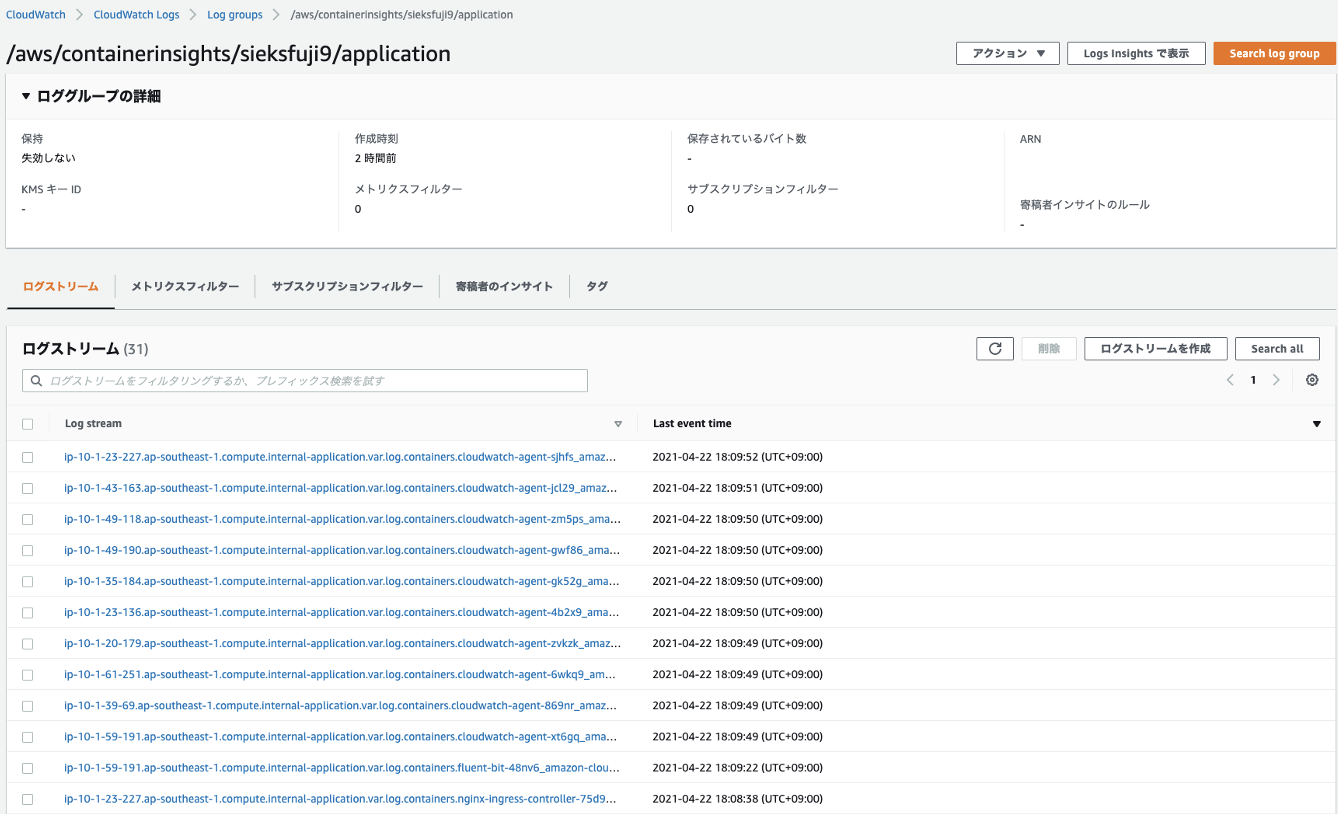 CloudWatch > CloudWatch Logs > Log groups > /aws/containerinsights/sieksfuji9/application
/aws/containerinsights/sieksfuji9/application
アクション ▼ Logs Insights で表示 Search log group
▼ ロググループの詳細
保持 作成時刻 保存されているバイト数 ARN
失効しない 2 時間前 -
KMS キー ID メトリクスフィルター サブスクリプションフィルター 寄稿者インサイトのルール
- 0 0 -
ログストリーム メトリクスフィルター サブスクリプションフィルター 寄稿者のインサイト タグ
ログストリーム (31) 削除 ログストリームを作成 Search all
ログストリームをフィルタリングするか、プレフィックス検索を試す < 1 >
Log stream Last event time
ip-10-1-23-227.ap-southeast-1.compute.internal-application.var.log.containers.cloudwatch-agent-sjhfs_amaz... 2021-04-22 18:09:52 (UTC+09:00)
ip-10-1-43-163.ap-southeast-1.compute.internal-application.var.log.containers.cloudwatch-agent-jcl29_amaz... 2021-04-22 18:09:51 (UTC+09:00)
ip-10-1-49-118.ap-southeast-1.compute.internal-application.var.log.containers.cloudwatch-agent-zm5ps_ama... 2021-04-22 18:09:50 (UTC+09:00)
ip-10-1-49-190.ap-southeast-1.compute.internal-application.var.log.containers.cloudwatch-agent-gwf86_ama... 2021-04-22 18:09:50 (UTC+09:00)
ip-10-1-35-184.ap-southeast-1.compute.internal-application.var.log.containers.cloudwatch-agent-gk52g_ama... 2021-04-22 18:09:50 (UTC+09:00)
ip-10-1-23-136.ap-southeast-1.compute.internal-application.var.log.containers.cloudwatch-agent-4b2x9_ama... 2021-04-22 18:09:50 (UTC+09:00)
ip-10-1-20-179.ap-southeast-1.compute.internal-application.var.log.containers.cloudwatch-agent-zvkzk_amaz... 2021-04-22 18:09:49 (UTC+09:00)
ip-10-1-61-251.ap-southeast-1.compute.internal-application.var.log.containers.cloudwatch-agent-6wkq9_am... 2021-04-22 18:09:49 (UTC+09:00)
ip-10-1-39-69.ap-southeast-1.compute.internal-application.var.log.containers.cloudwatch-agent-869nr_amaz... 2021-04-22 18:09:49 (UTC+09:00)
ip-10-1-59-191.ap-southeast-1.compute.internal-application.var.log.containers.cloudwatch-agent-xt6gq_ama... 2021-04-22 18:09:49 (UTC+09:00)
ip-10-1-59-191.ap-southeast-1.compute.internal-application.var.log.containers.fluent-bit-48nv6_amazon-clou... 2021-04-22 18:09:22 (UTC+09:00)
ip-10-1-23-227.ap-southeast-1.compute.internal-application.var.log.containers.nginx-ingress-controller-75d9... 2021-04-22 18:08:38 (UTC+09:00)